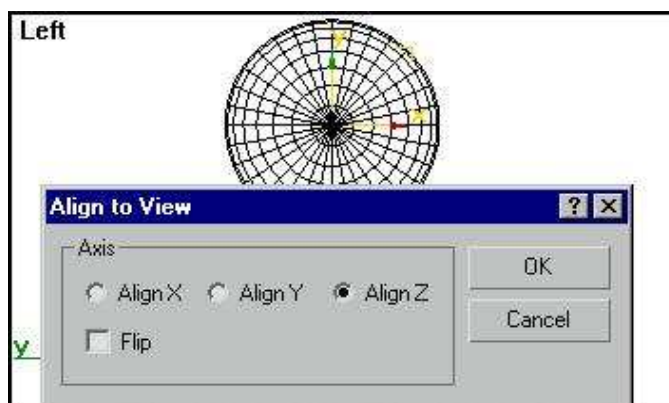 Left
y
x
Align to View
Axis
OK
Align X Align Y Align Z
Cancel
Flip
y